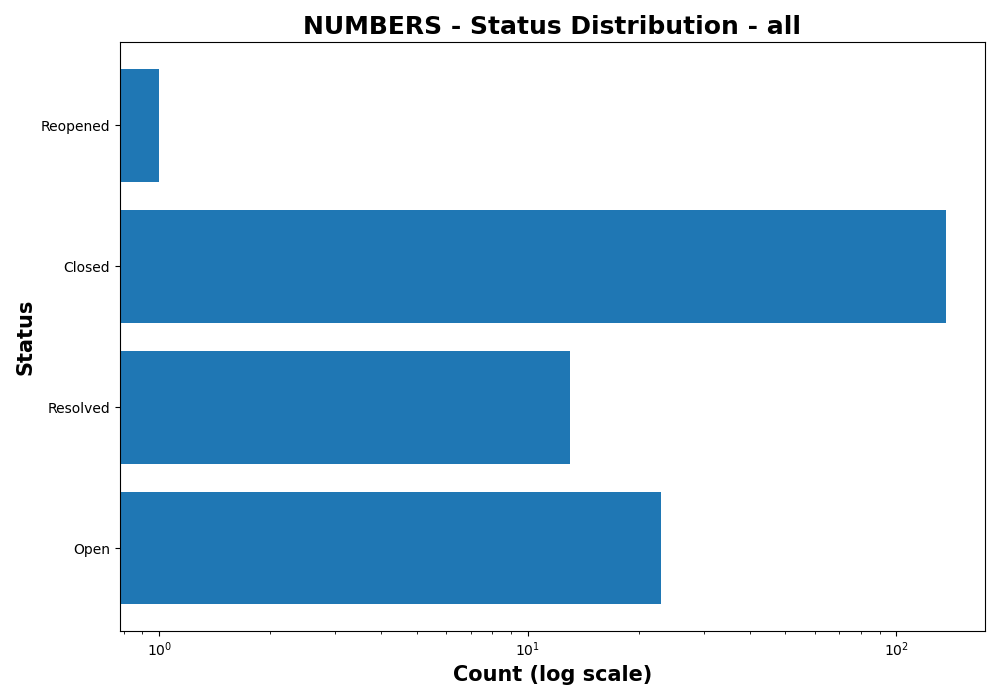 NUMBERS - Status Distribution - all
Status
Reopened
Closed
Resolved
Open
10⁰
10¹
10²
Count (log scale)